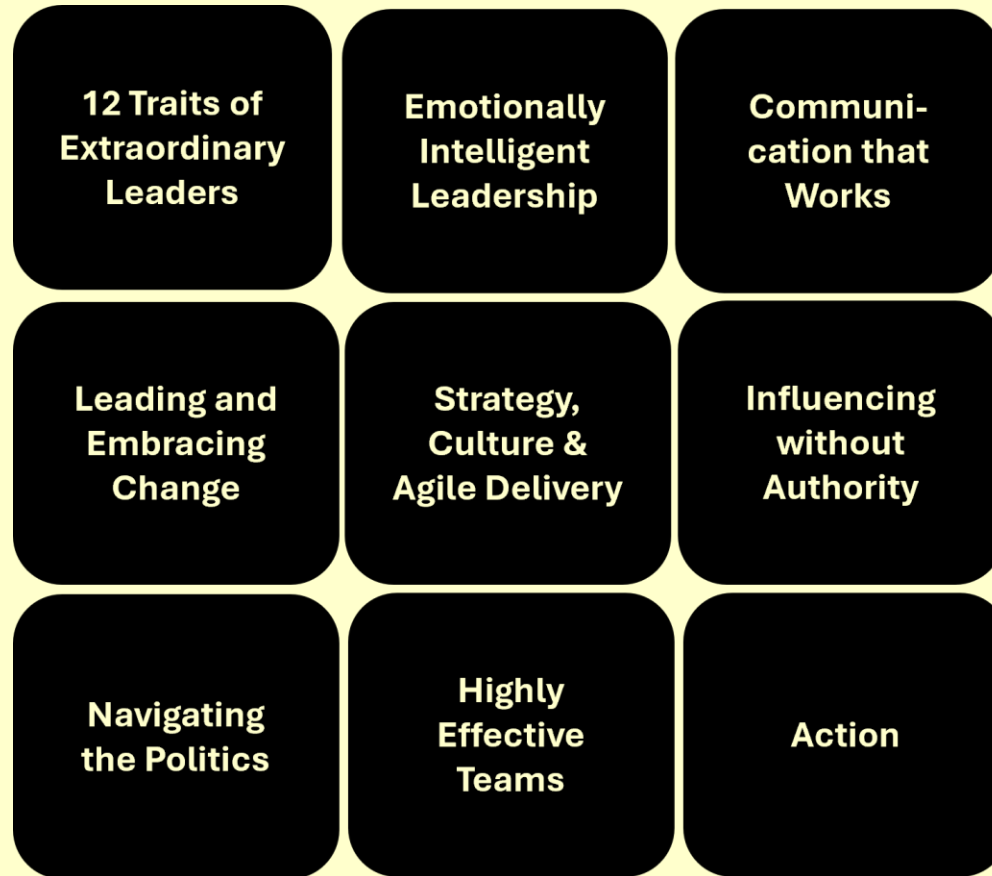 12 Traits of
Extraordinary
Leaders
Emotionally
Intelligent
Leadership
Communi-
cation that
Works
Leading and
Embracing
Change
Strategy,
Culture &
Agile Delivery
Influencing
without
Authority
Navigating
the Politics
Highly
Effective
Teams
Action